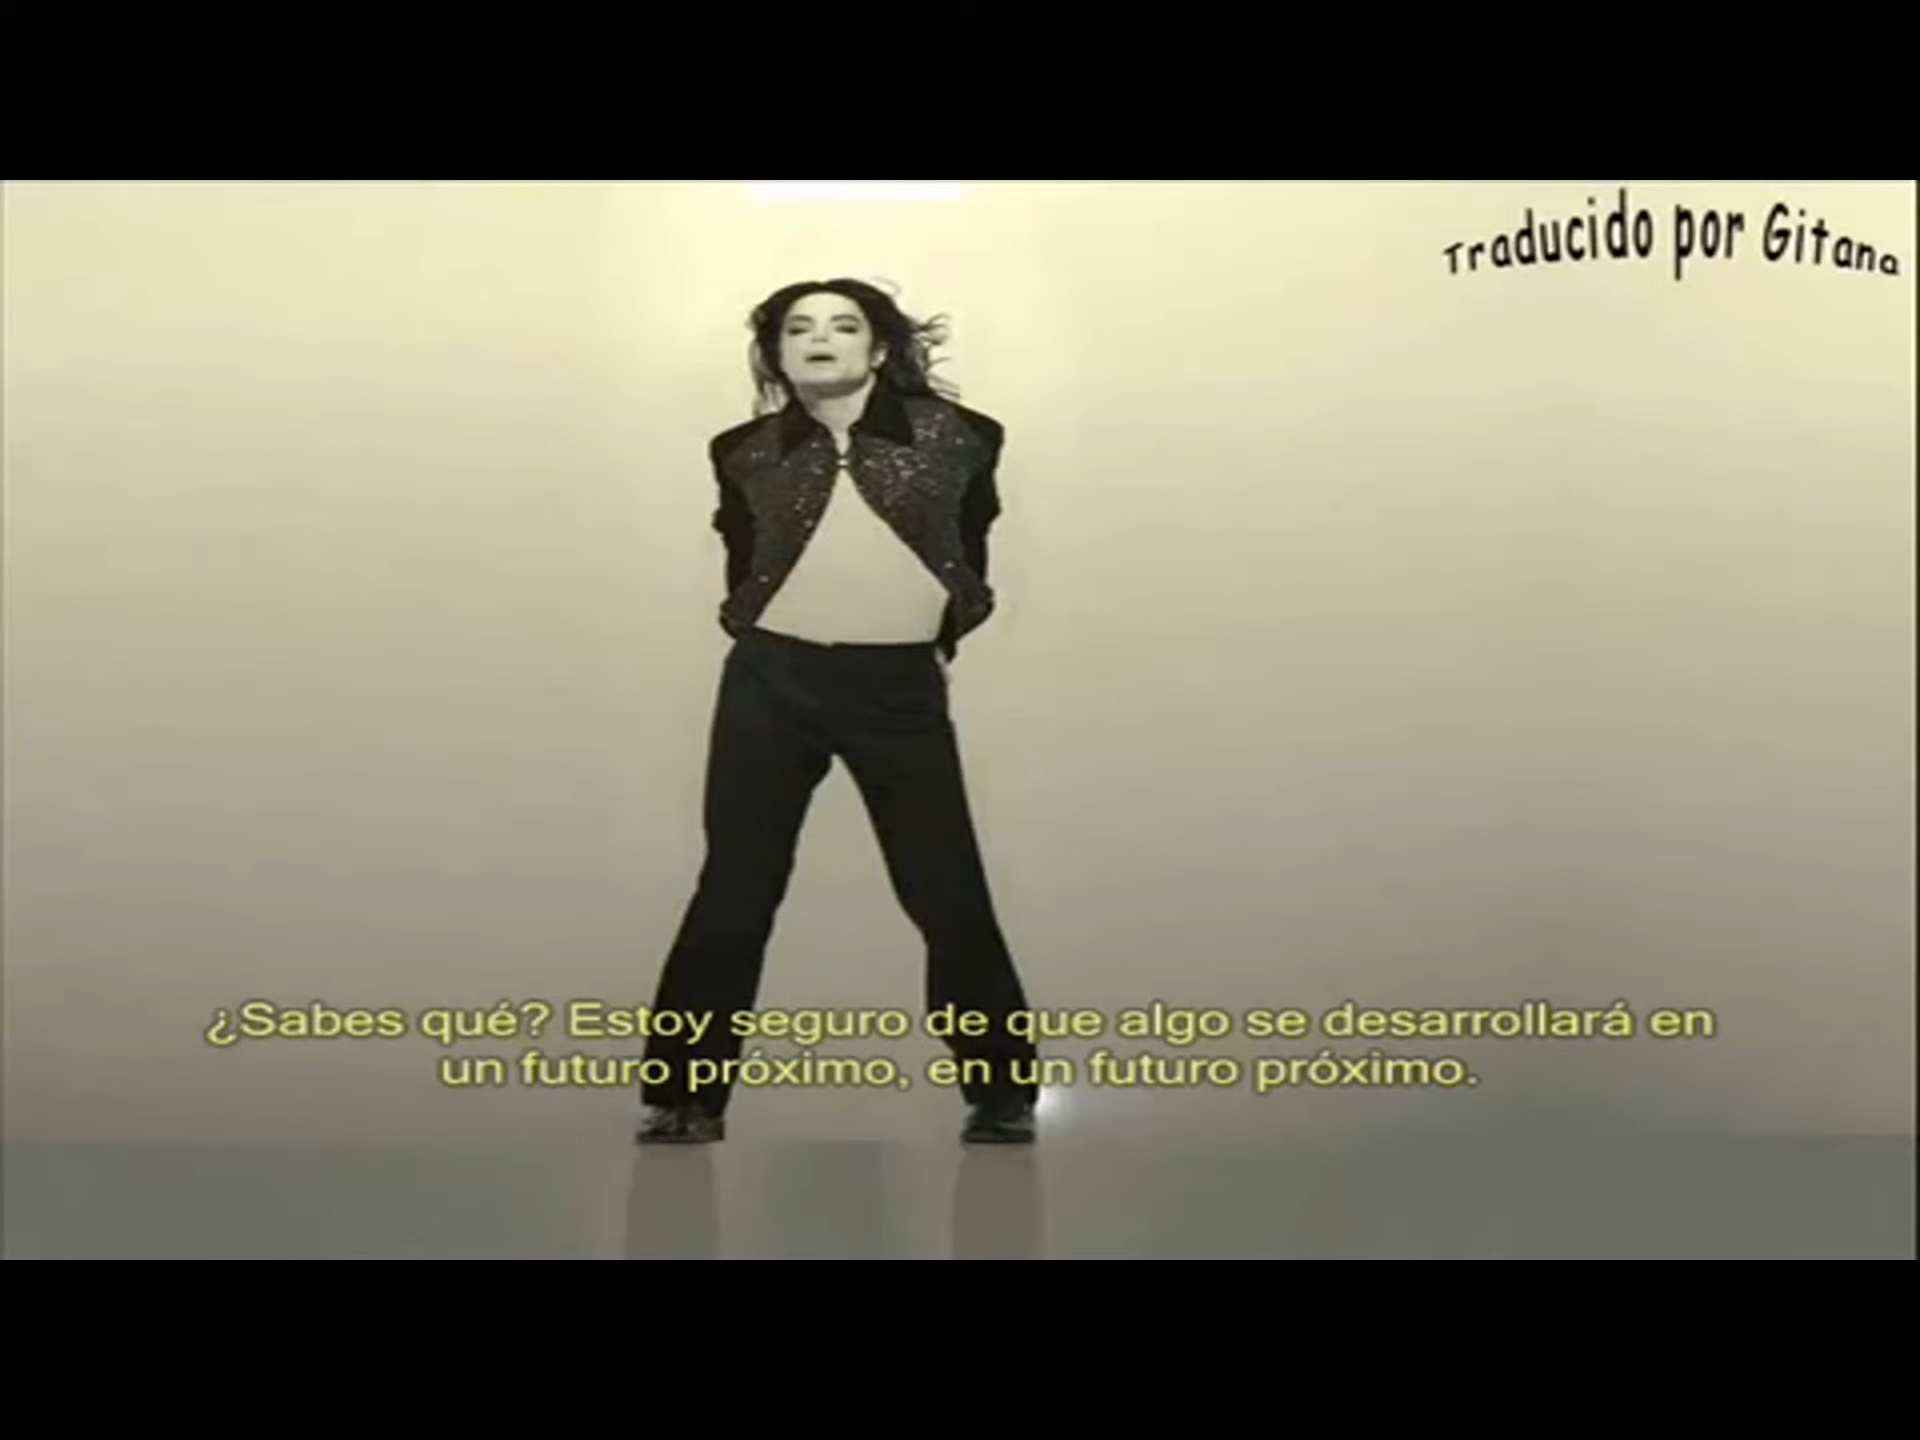 Traducido por Gitana
¿Sabes qué? Estoy seguro de que algo se desarrollará en
un futuro próximo, en un futuro próximo.